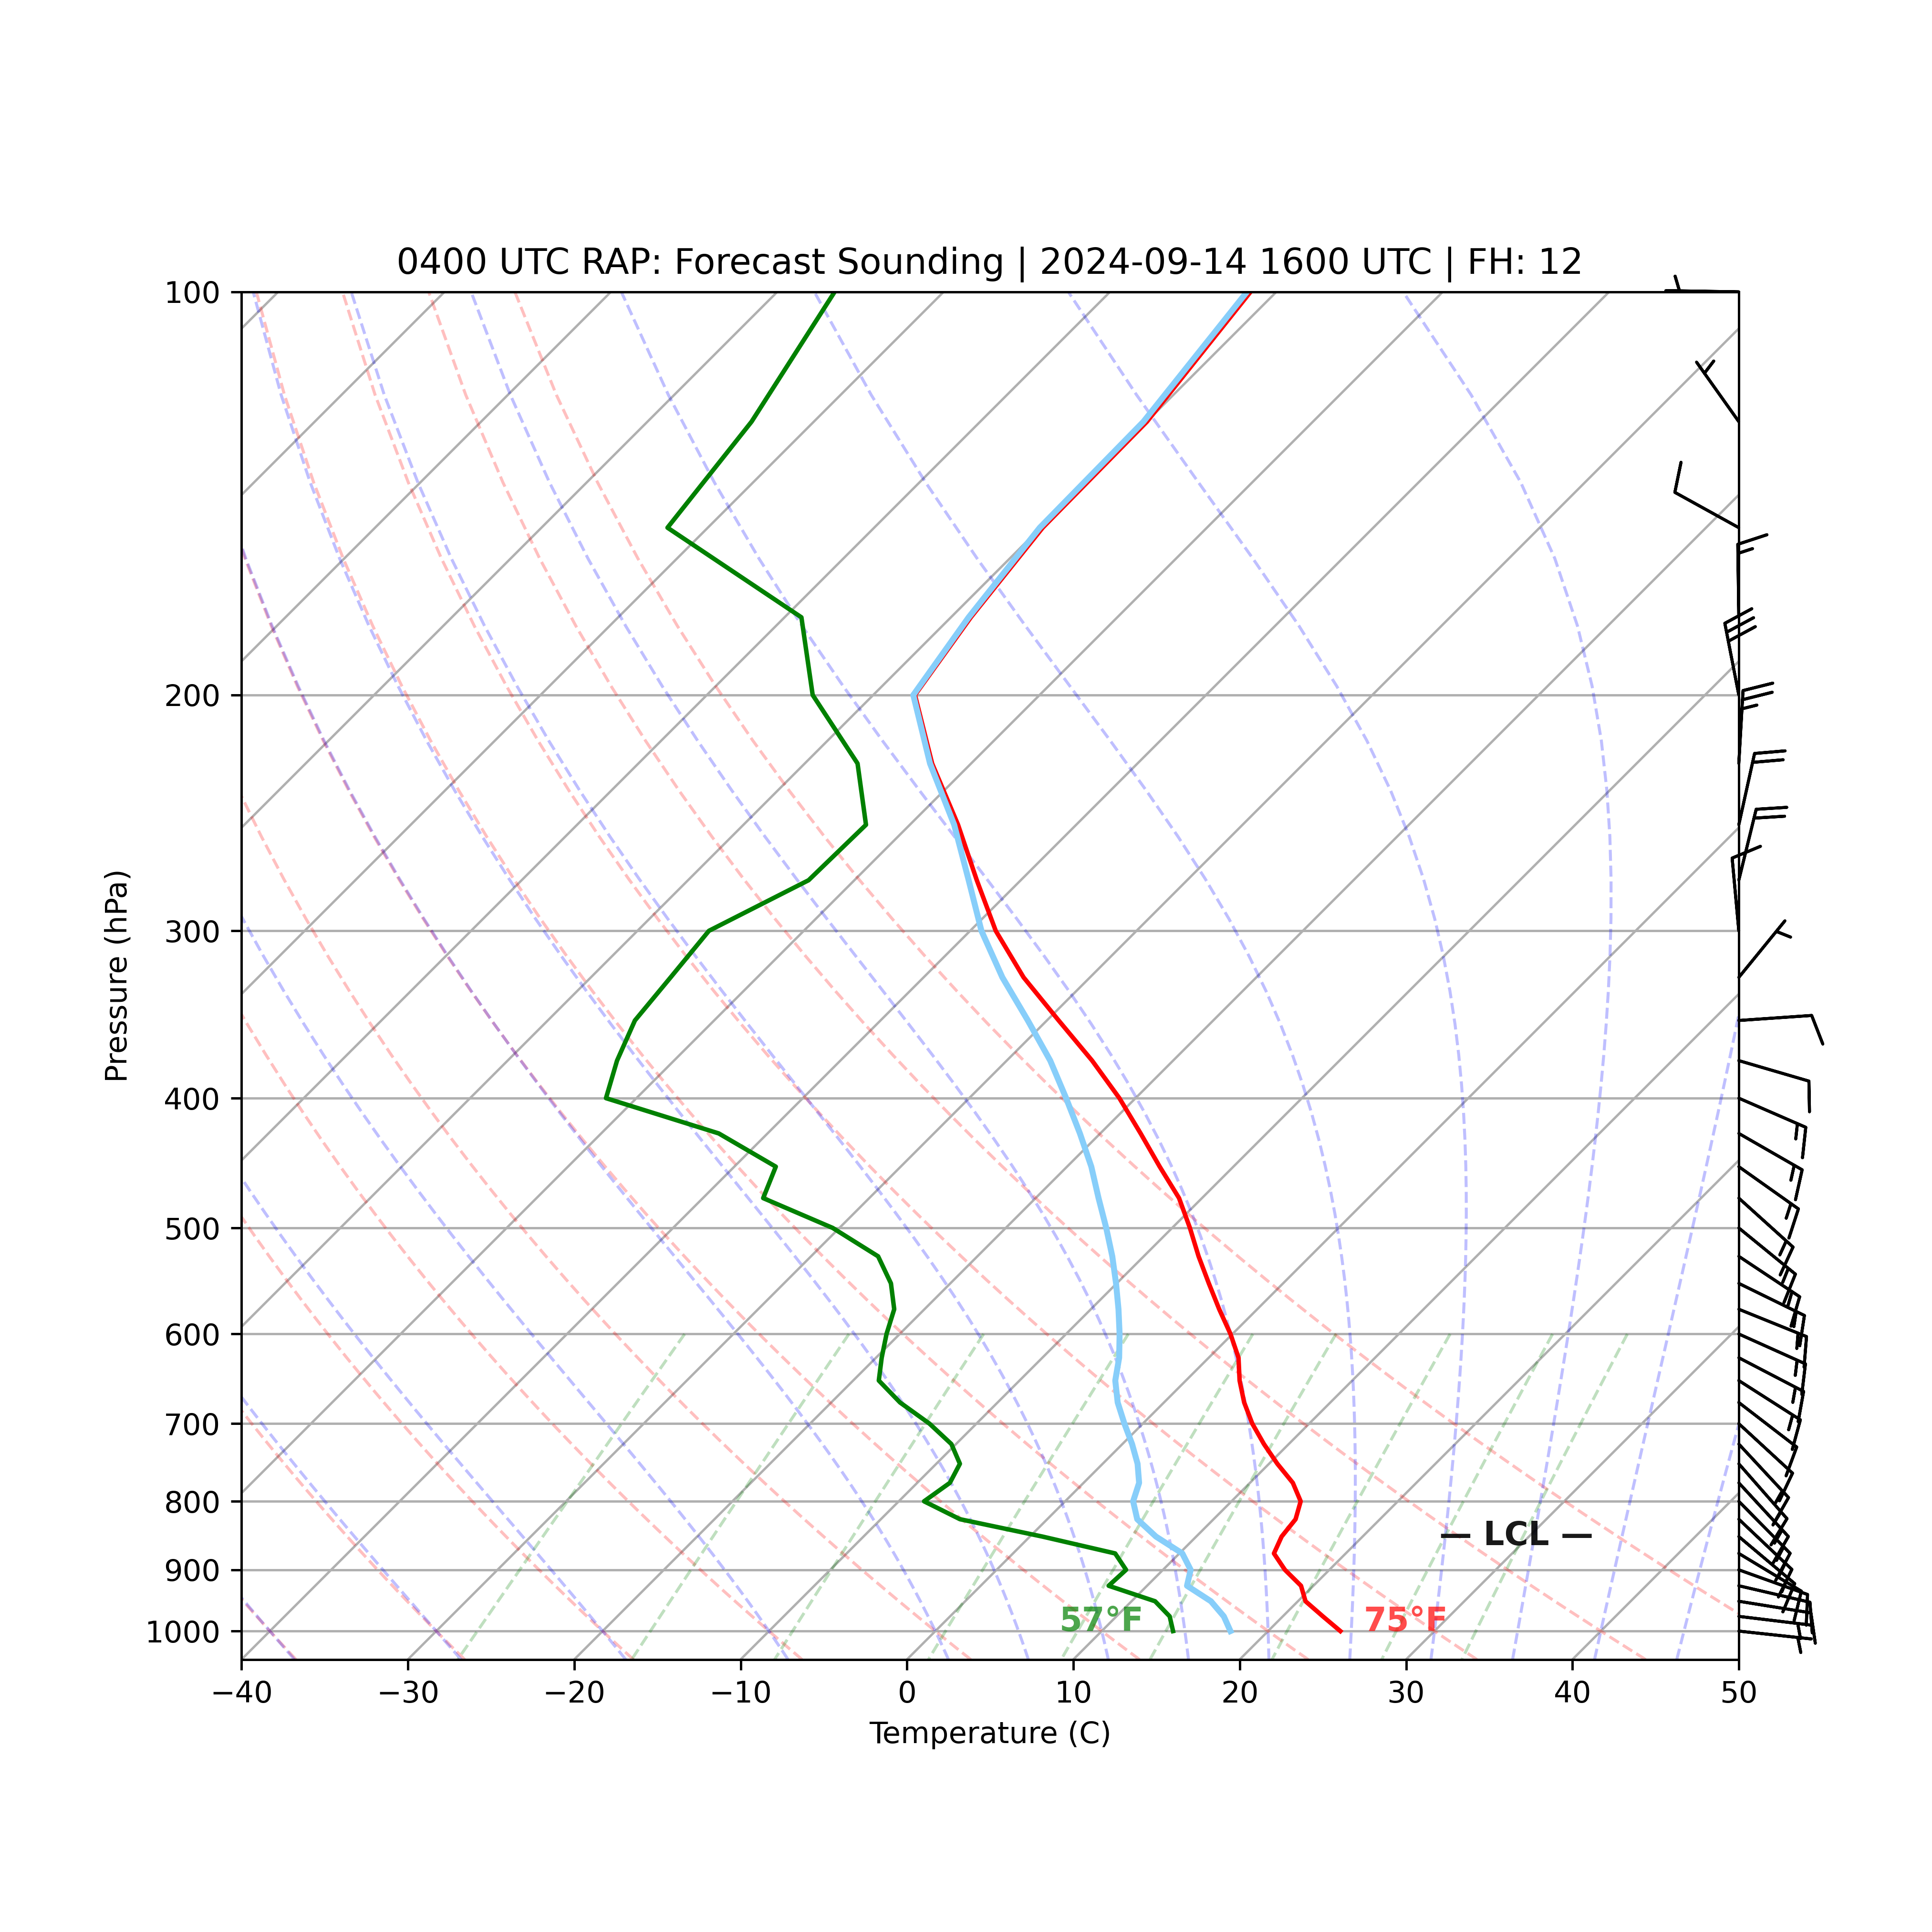 0400 UTC RAP: Forecast Sounding | 2024-09-14 1600 UTC | FH: 12
100
200
300
400
500
600
700
800
900
1000
Pressure (hPa)
— LCL —
57°F 75°F
−40 −30 −20 −10 0 10 20 30 40 50
Temperature (C)